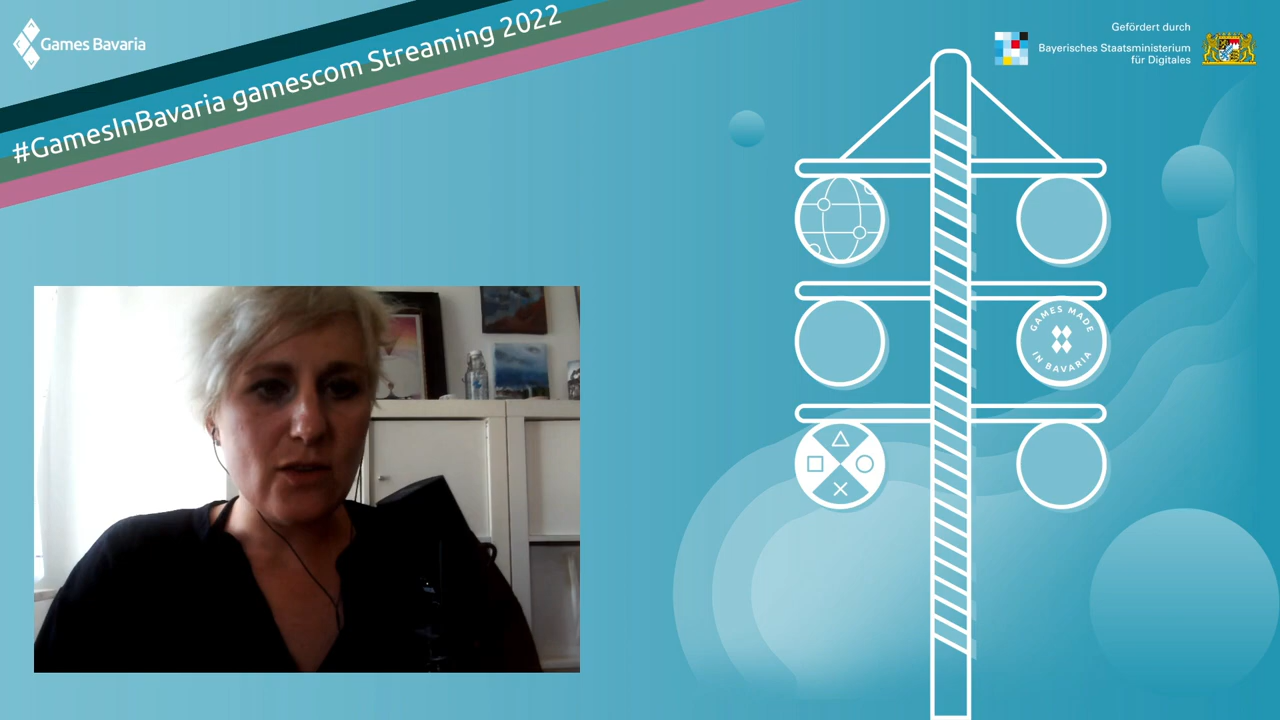 Games Bavaria
#GamesInBavaria gamescom Streaming 2022
Gefördert durch
Bayerisches Staatsministerium
für Digitales
GAMES MADE
IN BAVARIA